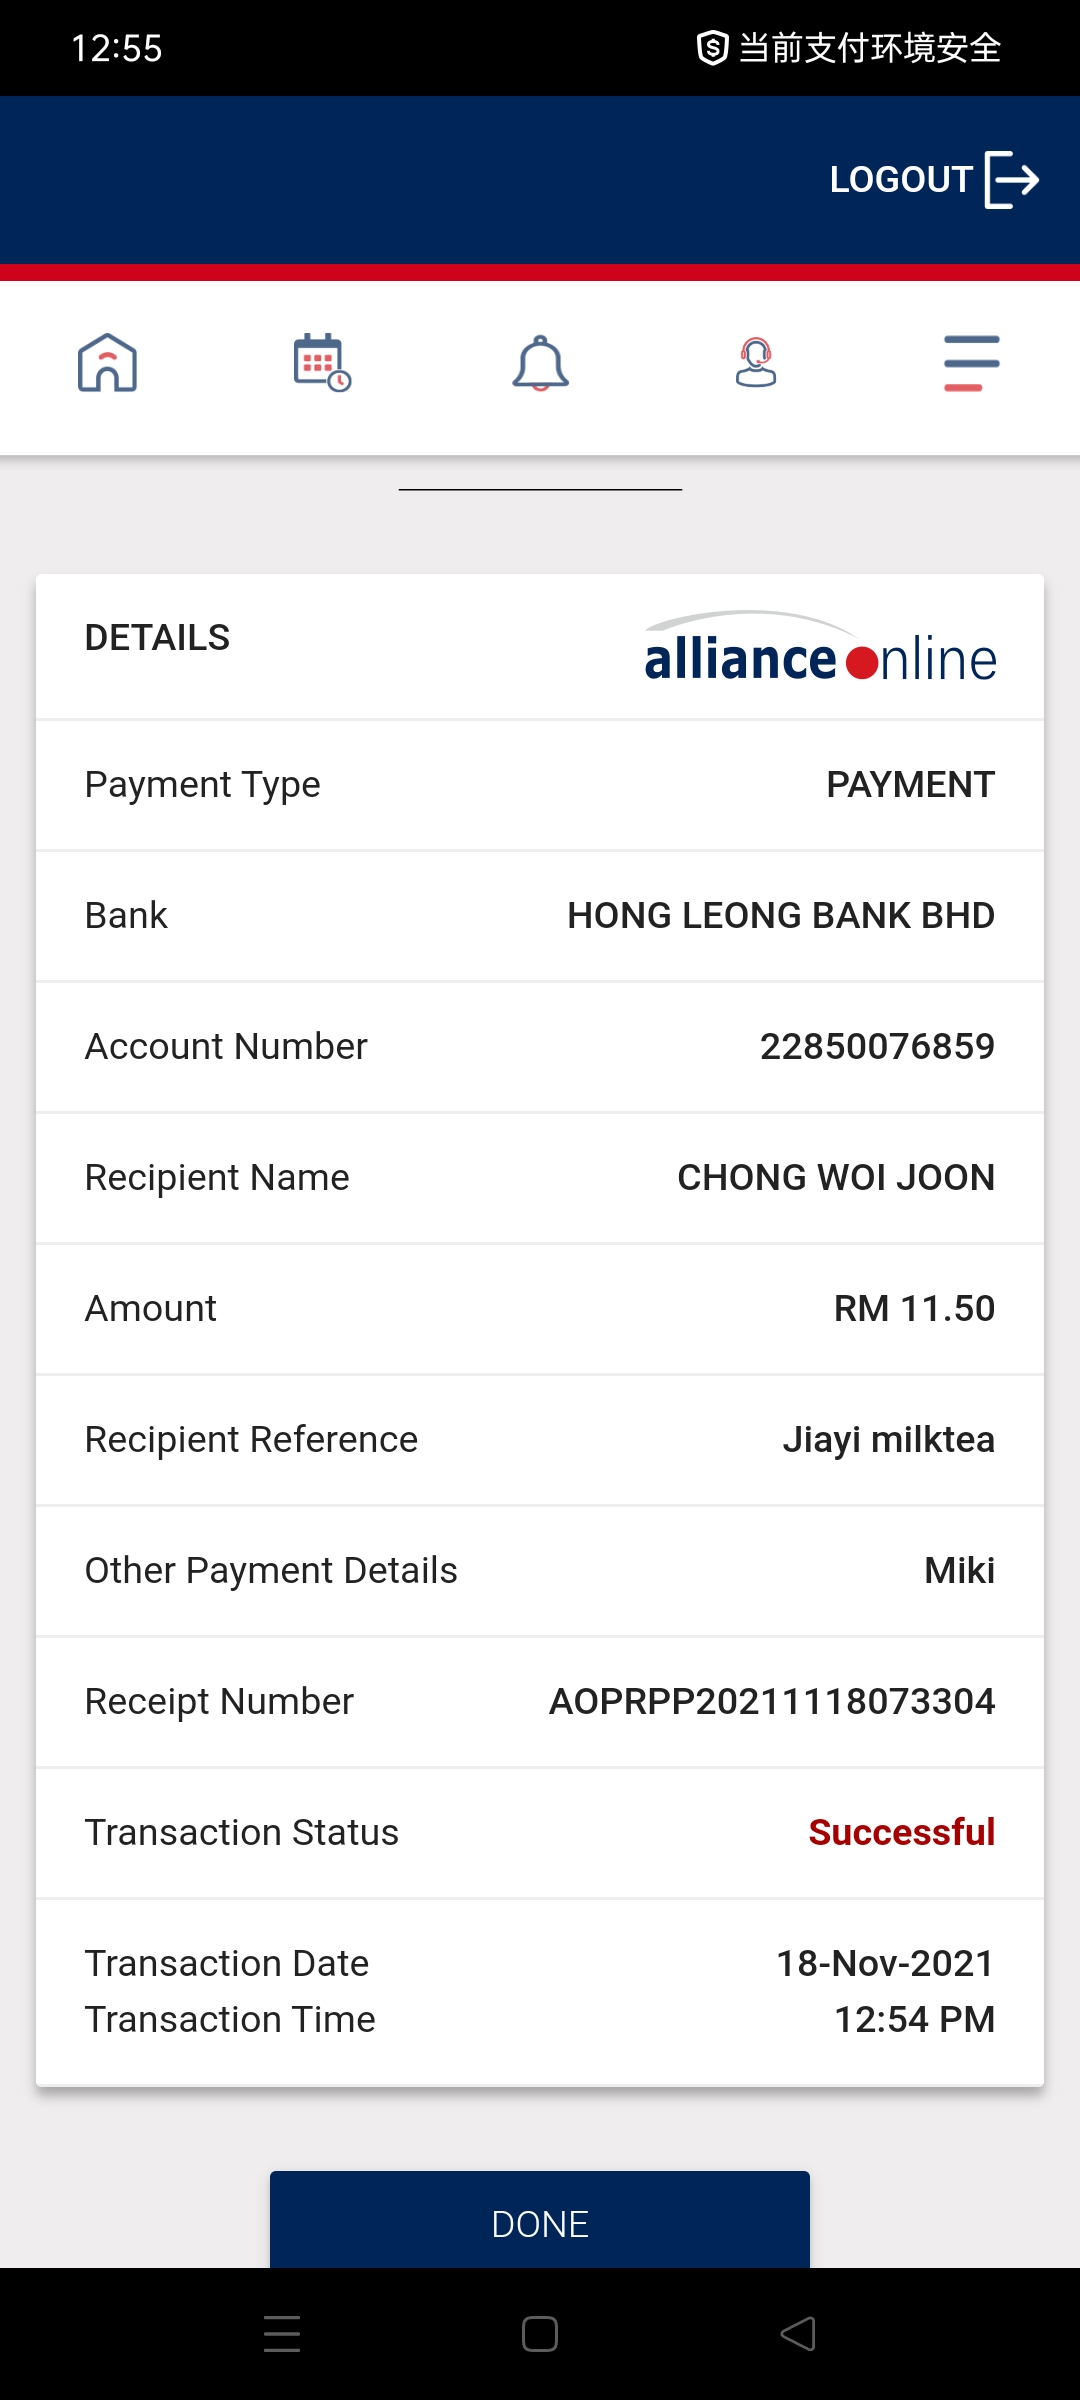 12:55 当前支付环境安全
LOGOUT
DETAILS alliance online
Payment Type PAYMENT
Bank HONG LEONG BANK BHD
Account Number 22850076859
Recipient Name CHONG WOI JOON
Amount RM 11.50
Recipient Reference Jiayi milktea
Other Payment Details Miki
Receipt Number AOPRPP20211118073304
Transaction Status Successful
Transaction Date 18-Nov-2021
Transaction Time 12:54 PM
DONE